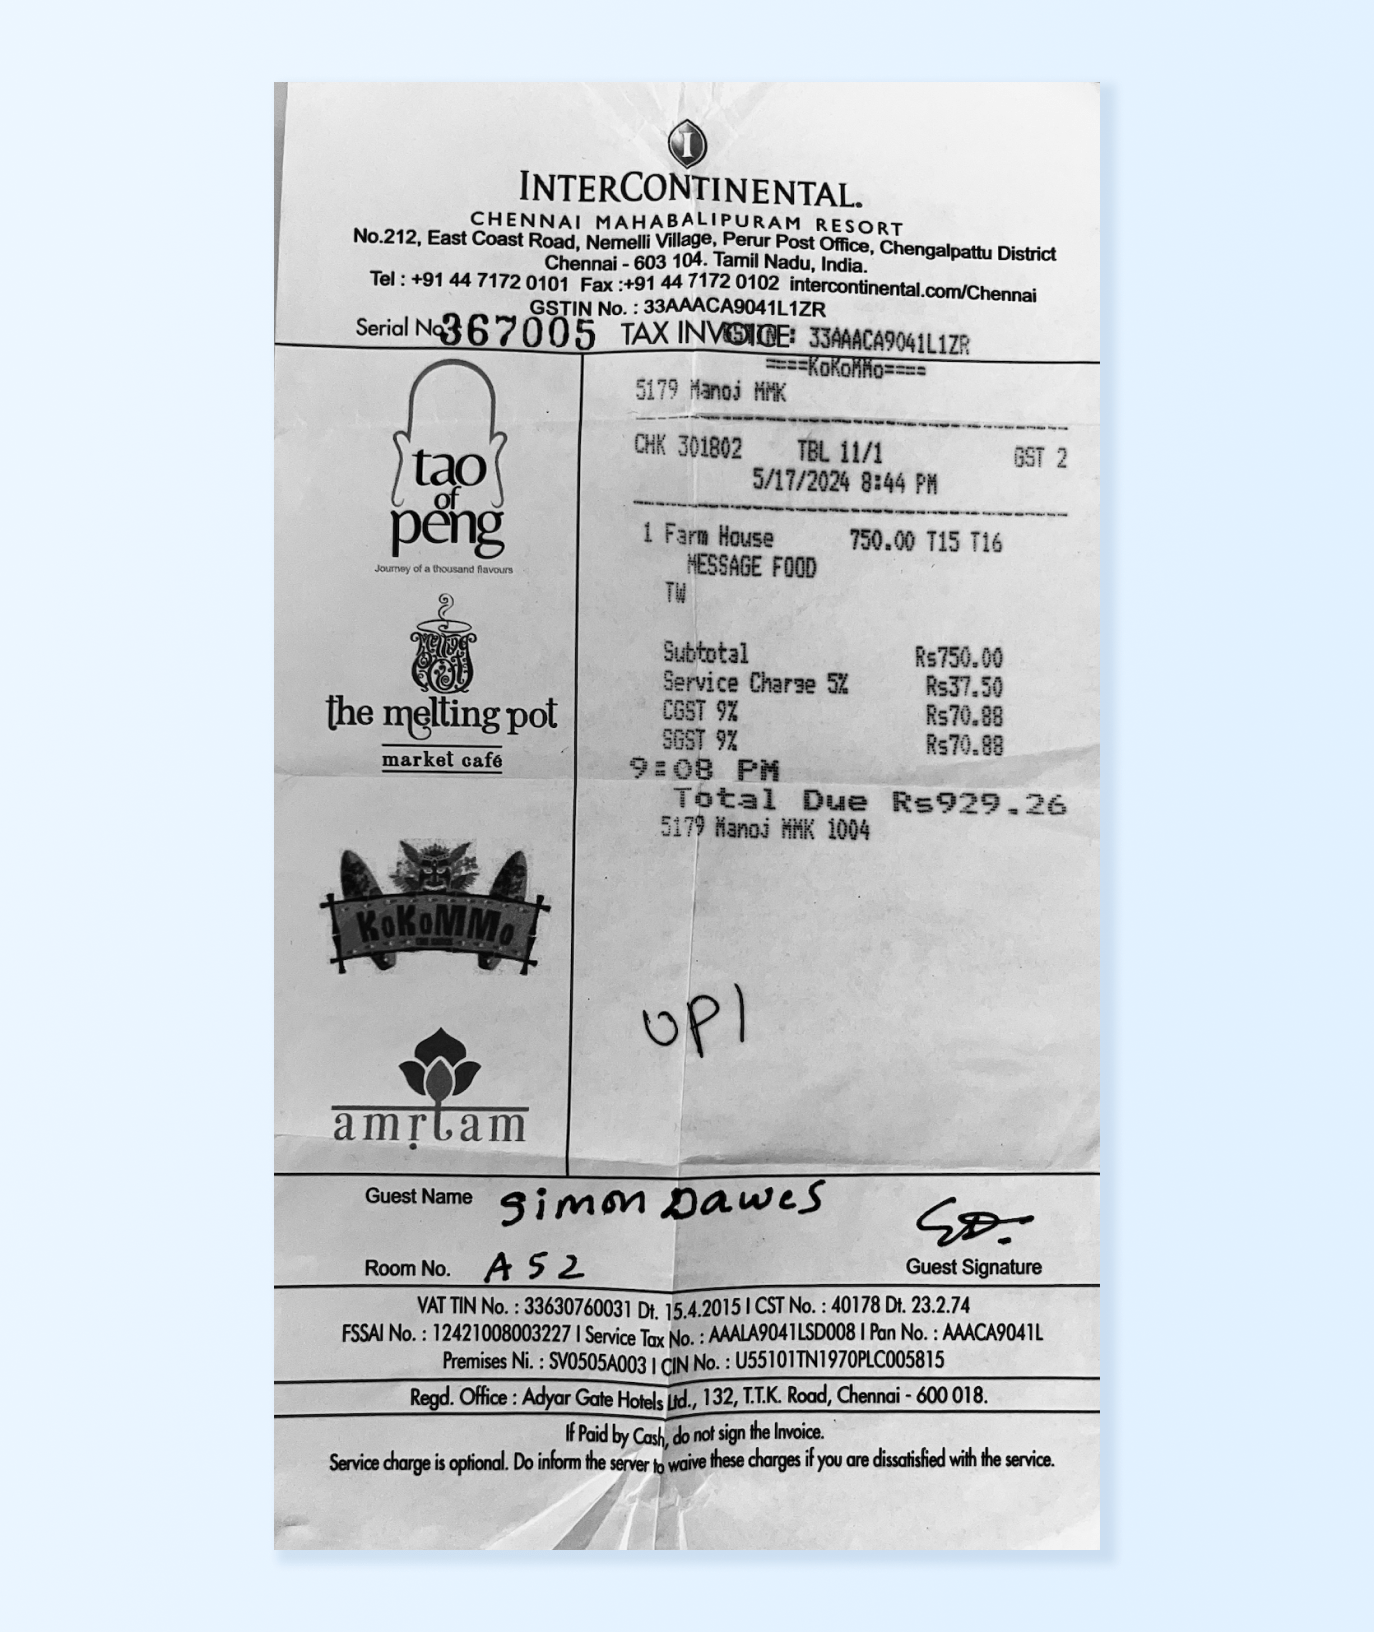 I
INTERCONTINENTAL.
CHENNAI MAHABALIPURAM RESORT
No.212, East Coast Road, Nemelli Village, Perur Post Office, Chengalpattu District
Chennai - 603 104. Tamil Nadu, India.
Tel : +91 44 7172 0101 Fax :+91 44 7172 0102 intercontinental.com/Chennai
GSTIN No. : 33AAACA9041L1ZR
Serial No 367005 TAX INVOICE: 33AAACA9041L1ZR
====KoKoMMo====
5179 Manoj MMK
CHK 301802 TBL 11/1 GST 2
5/17/2024 8:44 PM
1 Farm House 750.00 T15 T16
MESSAGE FOOD
TW
Subtotal Rs750.00
Service Charge 5% Rs37.50
CGST 9% Rs70.88
SGST 9% Rs70.88
9:08 PM
Total Due Rs929.26
5179 Manoj MMK 1004
UPI
tao
of
peng
Journey of a thousand flavours
Melting
Pot
the melting pot
market café
KoKoMMo
amṛtam
Guest Name Simon Dawes
Room No. A52
Guest Signature
VAT TIN No. : 33630760031 Dt. 15.4.2015 I CST No. : 40178 Dt. 23.2.74
FSSAI No. : 12421008003227 I Service Tax No. : AAALA9041LSD008 I Pan No. : AAACA9041L
Premises Ni. : SV0505A003 I CIN No. : U55101TN1970PLC005815
Regd. Office : Adyar Gate Hotels Ltd., 132, T.T.K. Road, Chennai - 600 018.
If Paid by Cash, do not sign the Invoice.
Service charge is optional. Do inform the server to waive these charges if you are dissatisfied with the service.